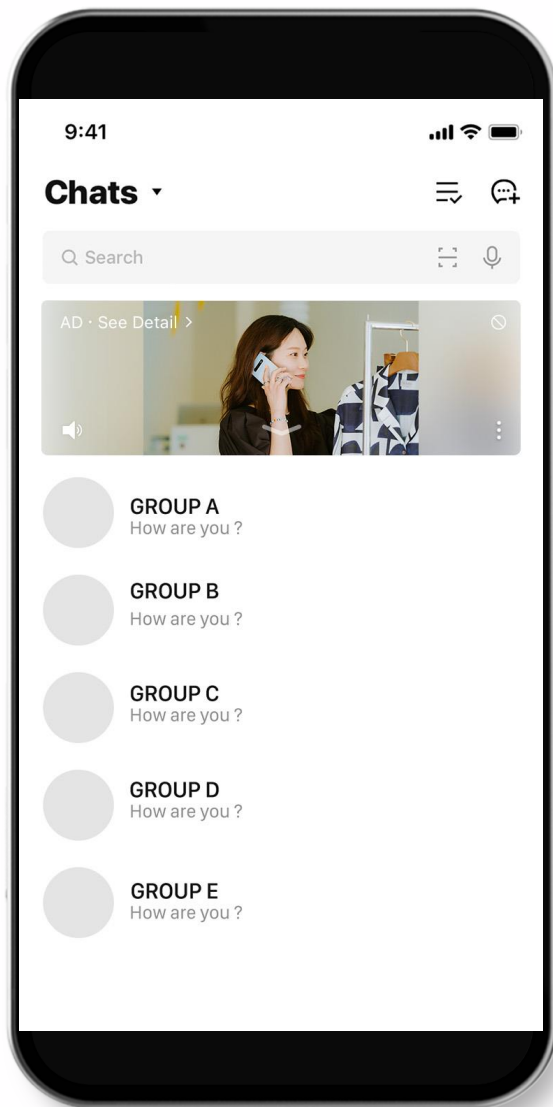 9:41
Chats
Search
AD · See Detail >
GROUP A
How are you ?
GROUP B
How are you ?
GROUP C
How are you ?
GROUP D
How are you ?
GROUP E
How are you ?